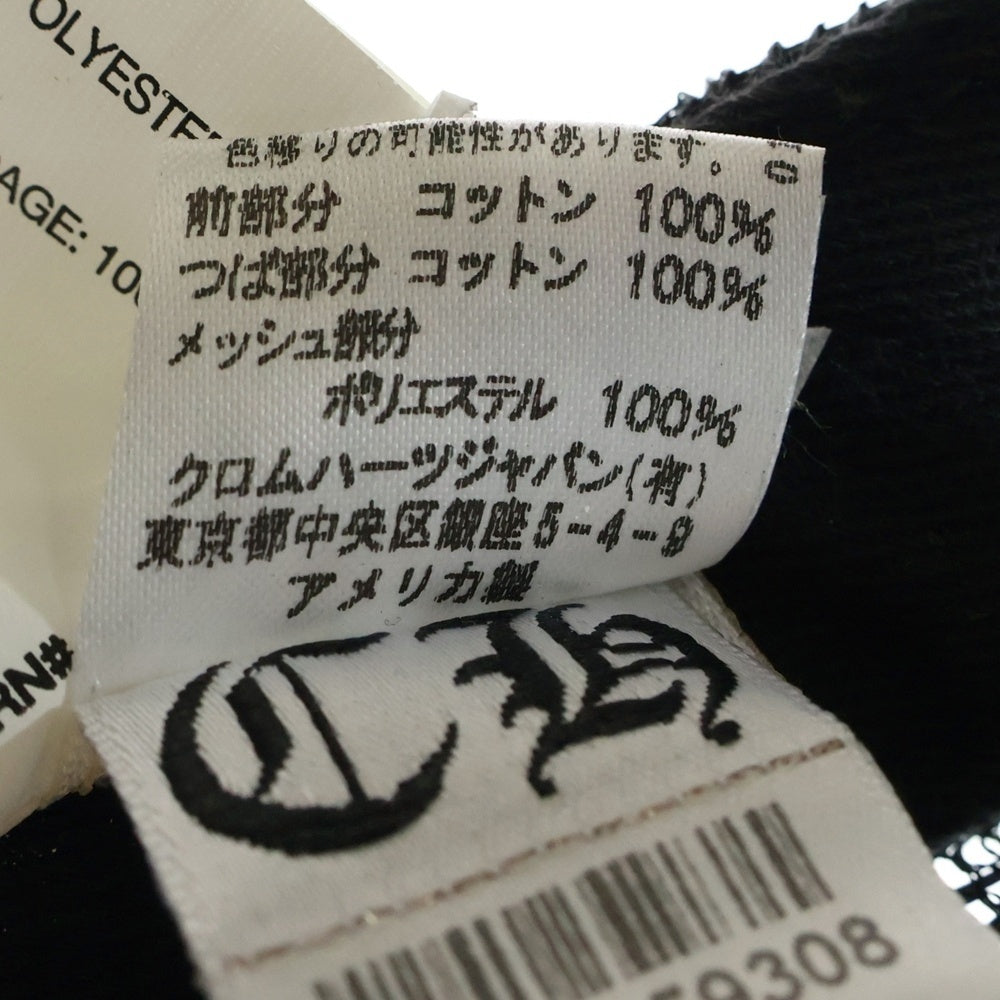 OLYESTE
AGE: 10
RN#
色移りの可能性があります。
前部分 コットン 100%
つば部分 コットン 100%
メッシュ部分
ポリエステル 100%
クロムハーツジャパン(有)
東京都中央区銀座5-4-9
アメリカ製
CH
59308